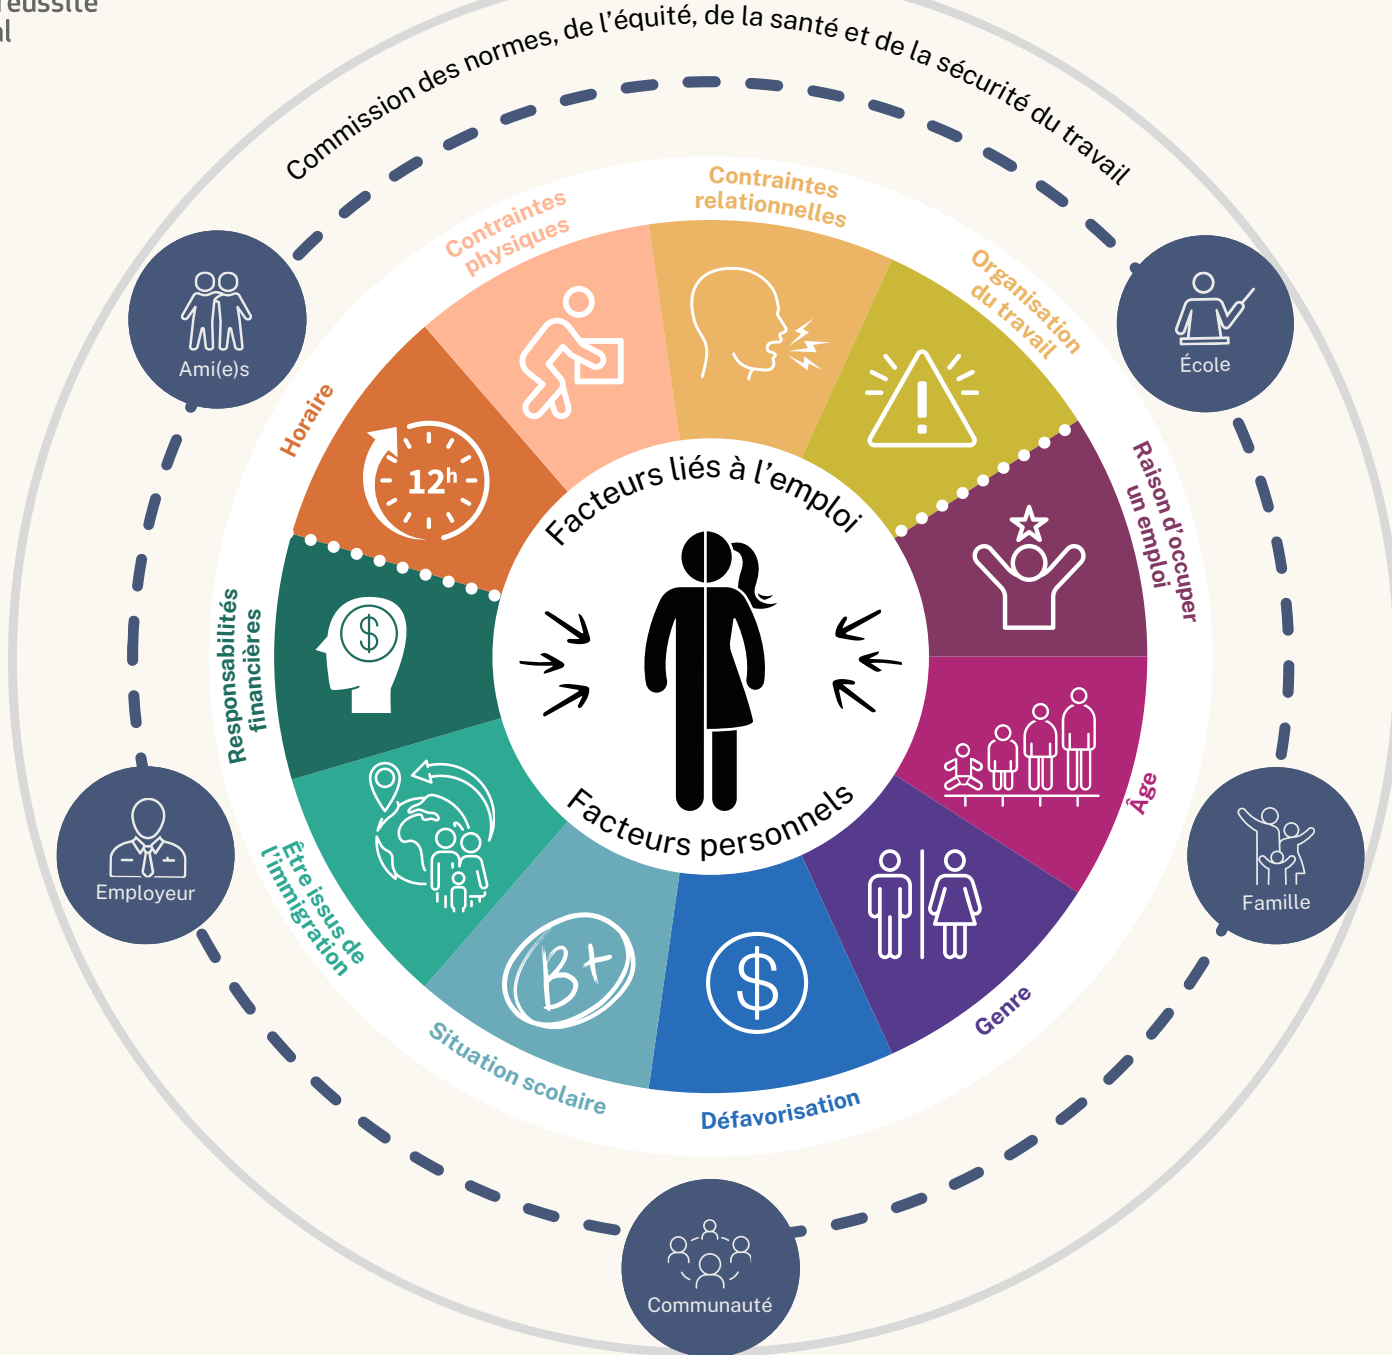 réussite
al
Commission des normes, de l'équité, de la santé et de la sécurité du travail
Contraintes
relationnelles
Contraintes
physiques
Organisation
du travail
Ami(e)s
École
Horaire
12h
Raison d'occuper
un emploi
Facteurs liés à l'emploi
Responsabilités
financières
$
Âge
Facteurs personnels
Employeur
Famille
Être issus de
l'immigration
B+
$
Genre
Situation scolaire
Défavorisation
Communauté